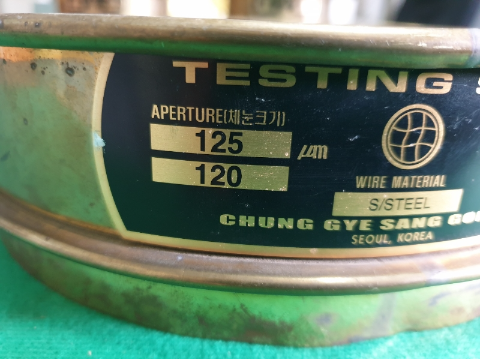 TESTING
APERTURE(체눈크기)
125 μm
120
WIRE MATERIAL
S/STEEL
CHUNG GYE SANG
SEOUL, KOREA